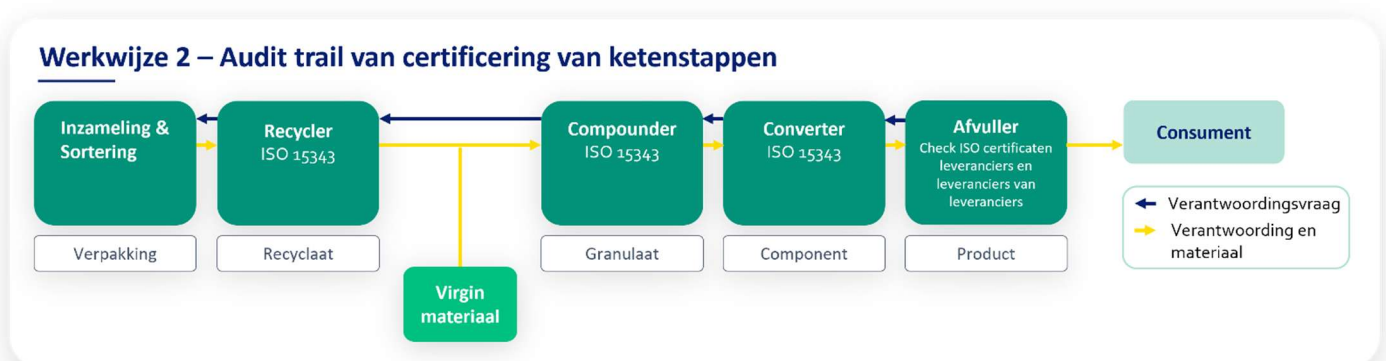 Werkwijze 2 – Audit trail van certificering van ketenstappen
Inzameling &
Sortering
Recycler
ISO 15343
Compounder
ISO 15343
Converter
ISO 15343
Afvuller
Check ISO certificaten
leveranciers en
leveranciers van
leveranciers
Consument
Verantwoordingsvraag
Verantwoording en
materiaal
Verpakking
Recyclaat
Granulaat
Component
Product
Virgin
materiaal